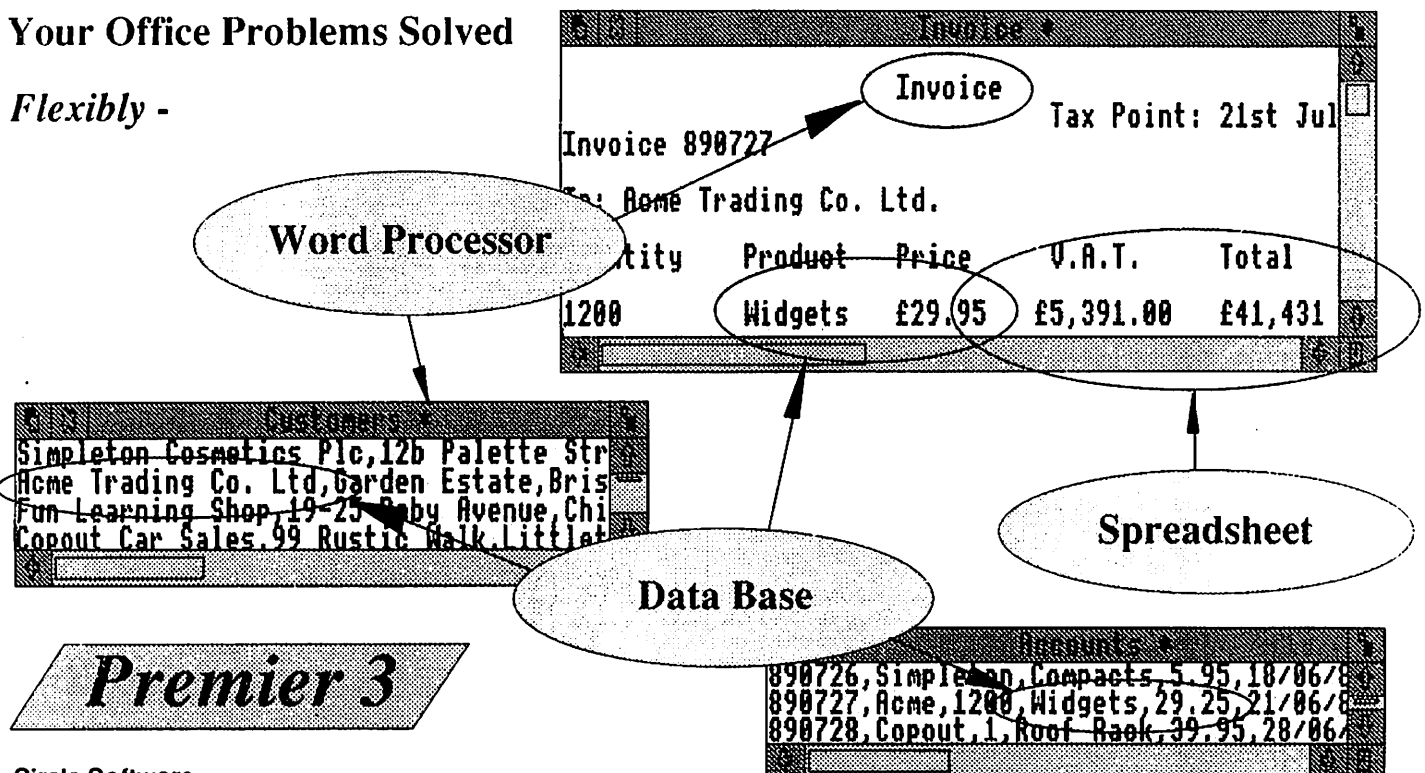 Your Office Problems Solved
Flexibly -
Invoice *
Invoice
Tax Point: 21st Jul
Invoice 890727
To: Acme Trading Co. Ltd.
Word Processor
Product Price V.A.T. Total
1200 Widgets £29.95 £5,391.00 £41,431
Customers *
Simpleton Cosmetics Plc,12b Palette Str
Acme Trading Co. Ltd,Garden Estate,Bris
Fun Learning Shop,19-25 Avenue,Chi
Copout Car Sales,99 Rustic Walk,Littlet
Spreadsheet
Data Base
Accounts *
890726,Simpleton,Compacts,5.95,18/06/8
890727,Acme,1200,Widgets,29.25,21/06/8
890728,Copout,1,Roof Rack,39.95,28/06/
Premier 3